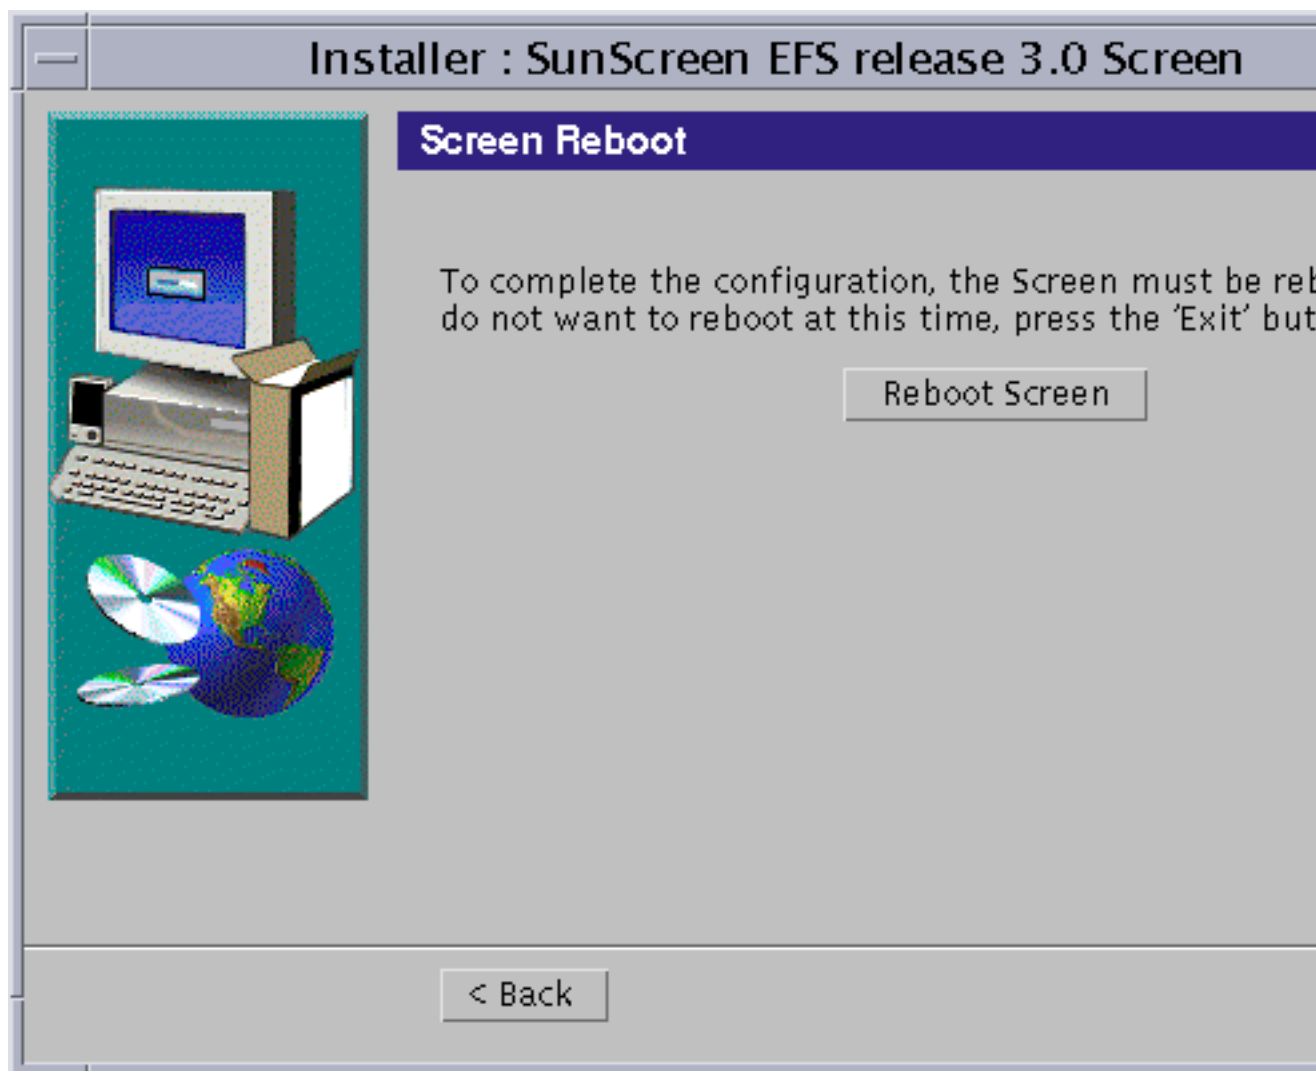 Installer : SunScreen EFS release 3.0 Screen
Screen Reboot
To complete the configuration, the Screen must be
do not want to reboot at this time, press the ‘Exit’
Reboot Screen
< Back